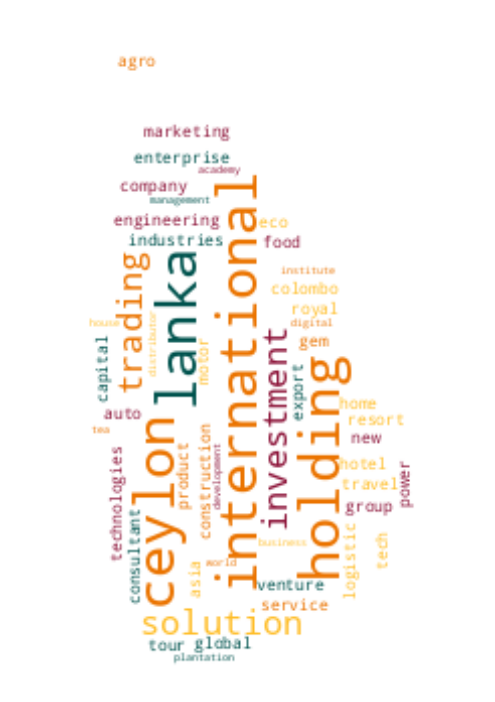 agro
marketing
enterprise
academy
company
management
engineering
eco
industries
food
international
lanka
trading
institute
colombo
royal
house
distributor
digital
motor
gem
capital
investment
export
holding
home
auto
resort
ceylon
tea
new
product
construction
development
technologies
hotel
power
travel
group
consultant
logistic
tech
business
asia
world
venture
service
solution
tour
global
plantation